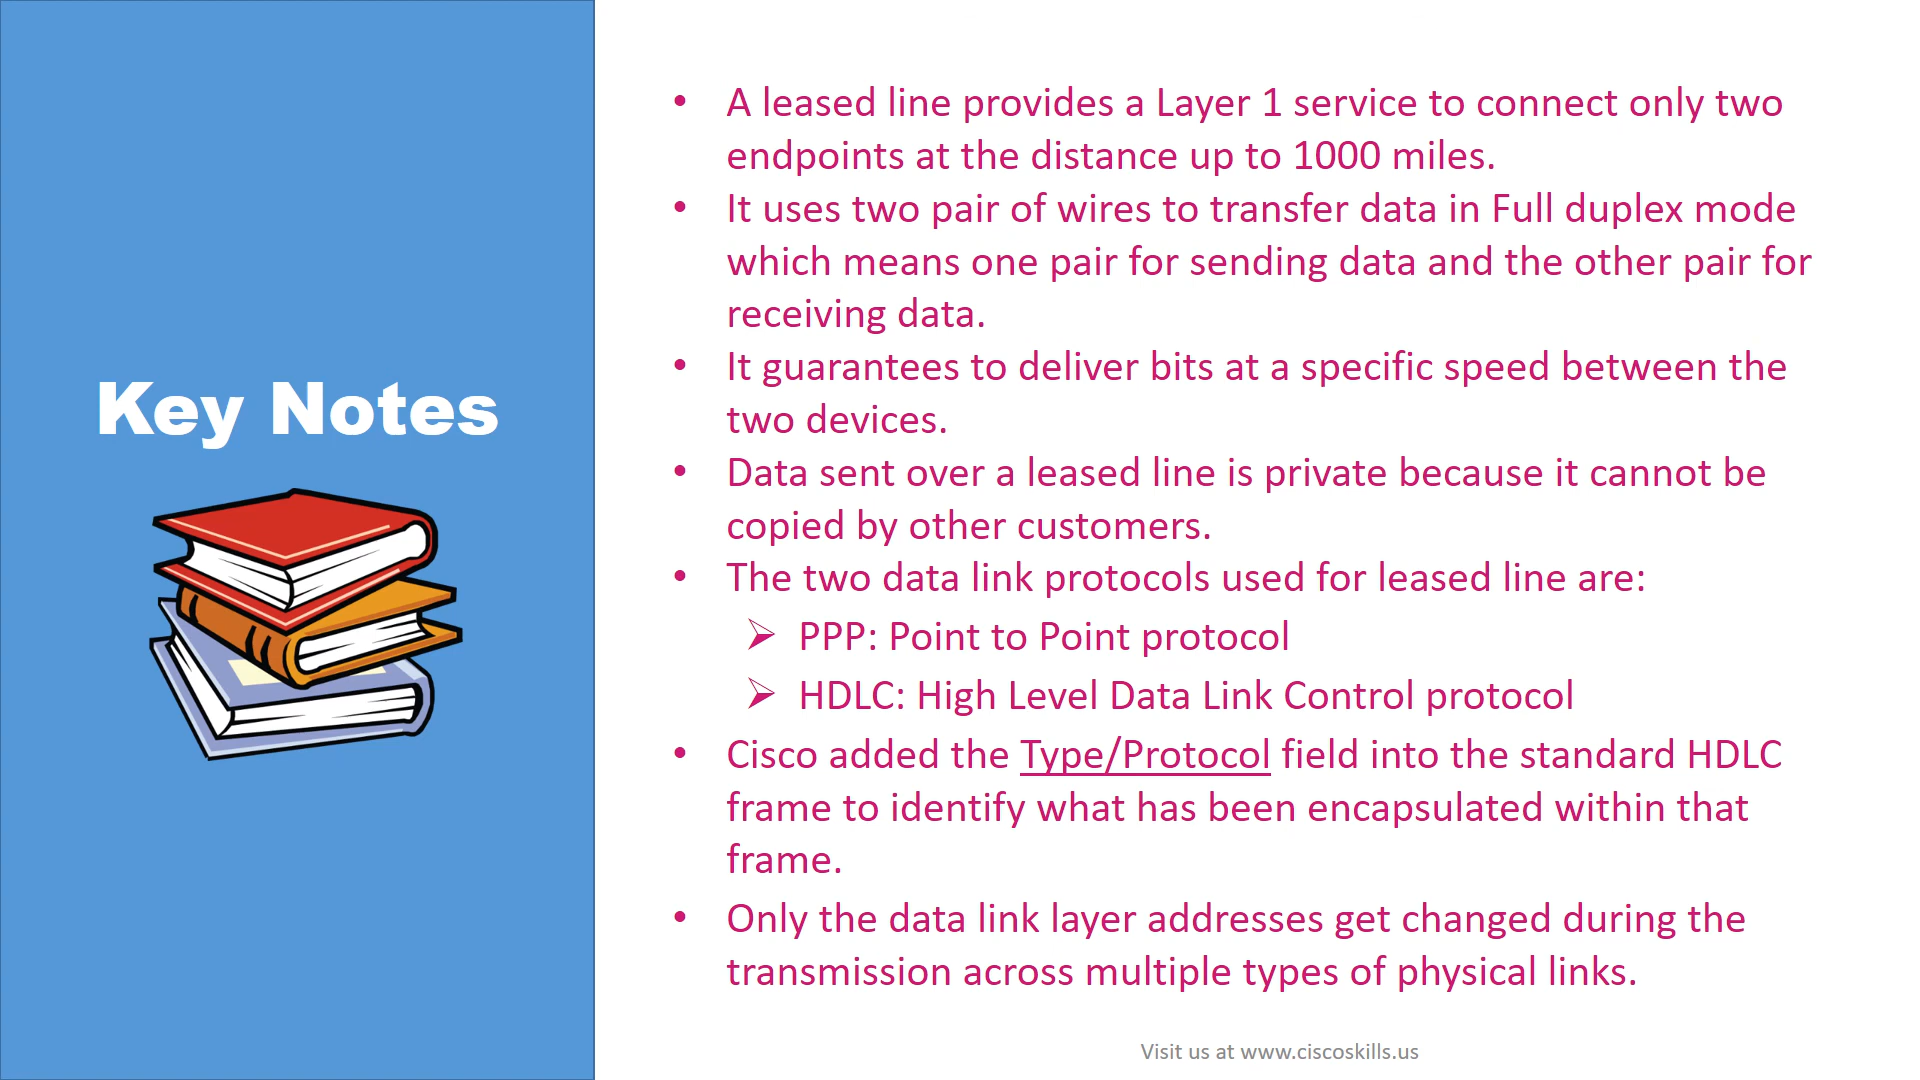 Key Notes
• A leased line provides a Layer 1 service to connect only two
endpoints at the distance up to 1000 miles.
• It uses two pair of wires to transfer data in Full duplex mode
which means one pair for sending data and the other pair for
receiving data.
• It guarantees to deliver bits at a specific speed between the
two devices.
• Data sent over a leased line is private because it cannot be
copied by other customers.
• The two data link protocols used for leased line are:
➢ PPP: Point to Point protocol
➢ HDLC: High Level Data Link Control protocol
• Cisco added the Type/Protocol field into the standard HDLC
frame to identify what has been encapsulated within that
frame.
• Only the data link layer addresses get changed during the
transmission across multiple types of physical links.
Visit us at www.ciscoskills.us